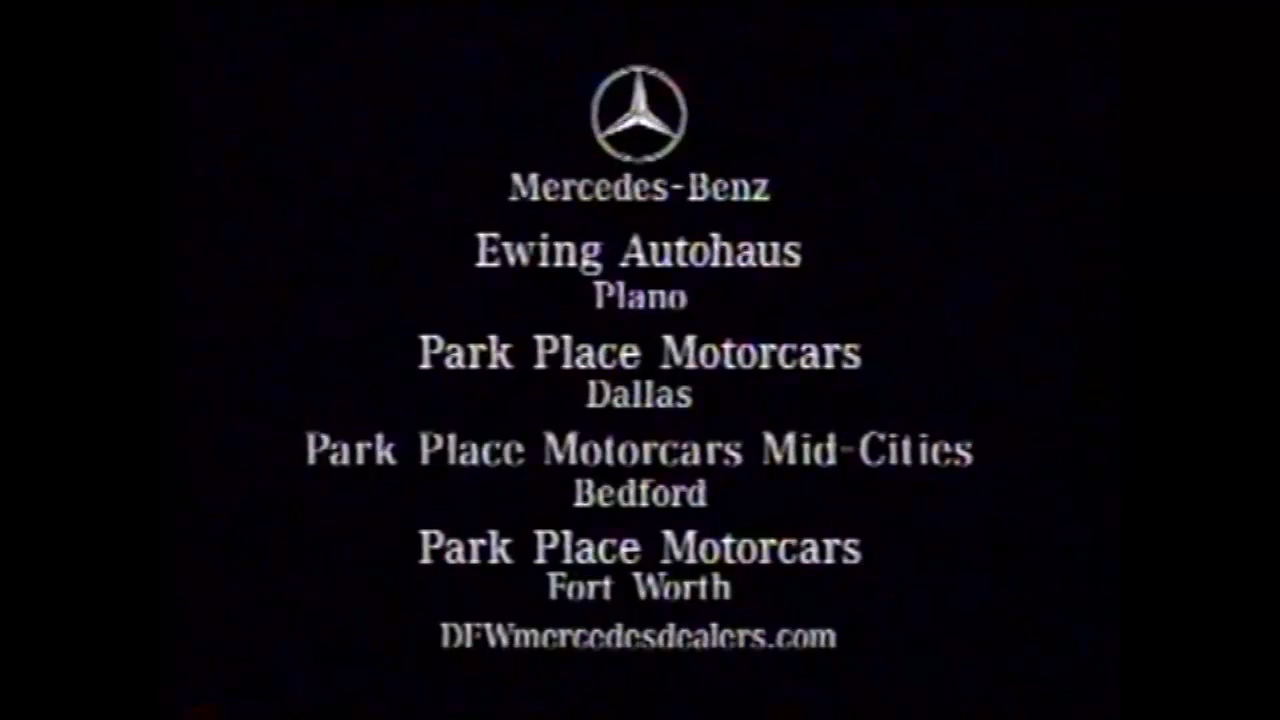 Mercedes-Benz
Ewing Autohaus
Plano
Park Place Motorcars
Dallas
Park Place Motorcars Mid-Cities
Bedford
Park Place Motorcars
Fort Worth
DFWmercedesdealers.com